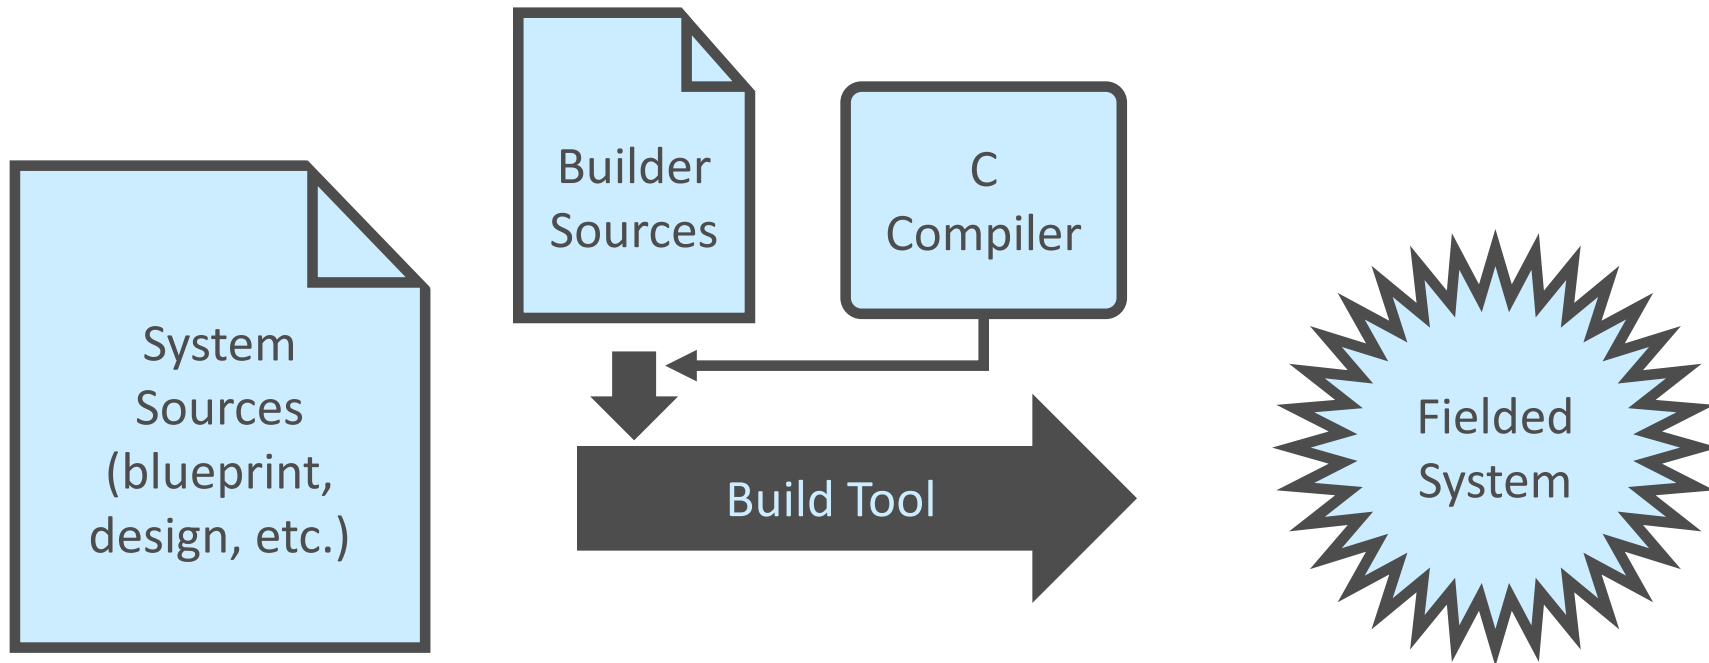 System
Sources
(blueprint,
design, etc.)
Builder
Sources
C
Compiler
Build Tool
Fielded
System